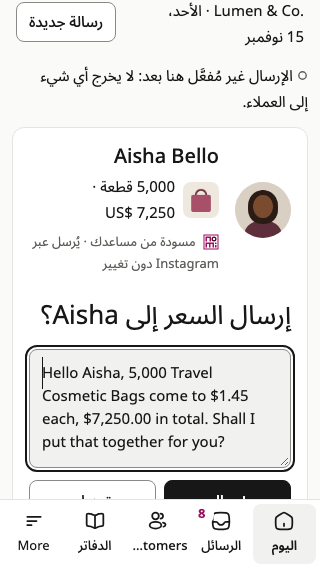 رسالة جديدة
Lumen & Co. · الأحد،
15 نوفمبر
الإرسال غير مُفعَّل هنا بعد: لا يخرج أي شيء
إلى العملاء.
Aisha Bello
5,000 قطعة ·
US$ 7,250
مسودة من مساعدك · يُرسل عبر
Instagram دون تغيير
إرسال السعر إلى Aisha؟
Hello Aisha, 5,000 Travel
Cosmetic Bags come to $1.45
each, $7,250.00 in total. Shall I
put that together for you?
اليوم
الرسائل
8
...tomers
الدفاتر
More